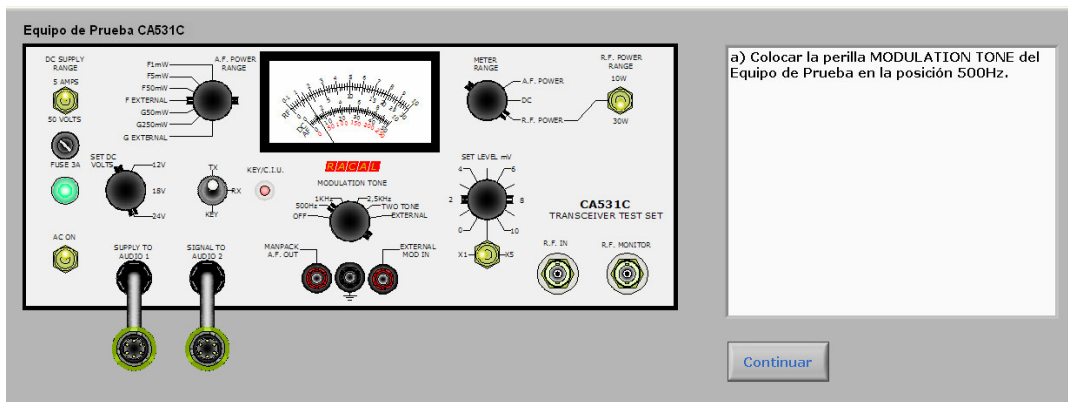 Equipo de Prueba CA531C
DC SUPPLY
RANGE
5 AMPS
50 VOLTS
FUSE 3A
A.F. POWER
RANGE
F1mW
F5mW
F50mW
F EXTERNAL
G50mW
G250mW
G EXTERNAL
SET DC
VOLTS
12V
18V
24V
TX
RX
KEY
KEY/C.I.U.
RF
DC
AF
RACAL
MODULATION TONE
OFF
500Hz
1KHz
2,5KHz
TWO TONE
EXTERNAL
METER
RANGE
A.F. POWER
DC
R.F. POWER
R.F. POWER
RANGE
10W
30W
SET LEVEL mV
4
6
2
8
0
10
X1
X5
CA531C
TRANSCEIVER TEST SET
AC ON
SUPPLY TO
AUDIO 1
SIGNAL TO
AUDIO 2
MANPACK
A.F. OUT
EXTERNAL
MOD IN
R.F. IN
R.F. MONITOR
a) Colocar la perilla MODULATION TONE del
Equipo de Prueba en la posición 500Hz.
Continuar